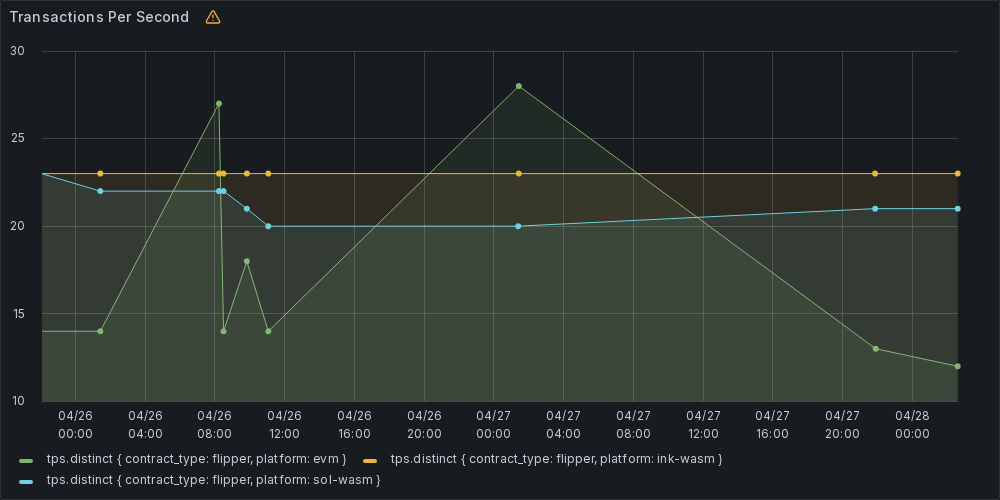 Transactions Per Second
30
25
20
15
10
04/26 04/26 04/26 04/26 04/26 04/26 04/27 04/27 04/27 04/27 04/27 04/27 04/28
00:00 04:00 08:00 12:00 16:00 20:00 00:00 04:00 08:00 12:00 16:00 20:00 00:00
tps.distinct { contract_type: flipper, platform: evm } tps.distinct { contract_type: flipper, platform: ink-wasm }
tps.distinct { contract_type: flipper, platform: sol-wasm }